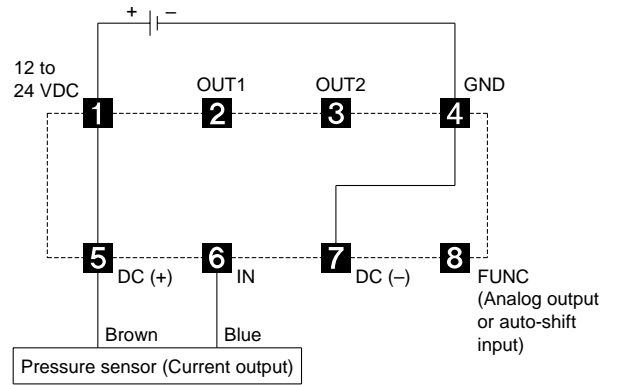 + –
12 to
24 VDC
OUT1
OUT2
GND
1
2
3
4
5
6
7
8
DC (+)
IN
DC (–)
FUNC
(Analog output
or auto-shift
input)
Brown
Blue
Pressure sensor (Current output)